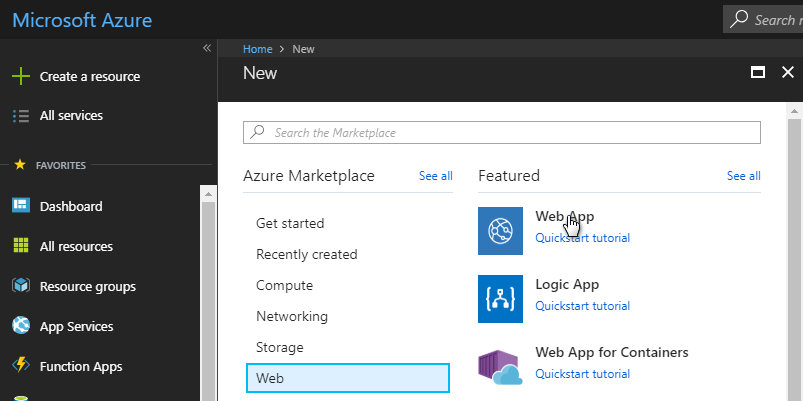 Microsoft Azure
Search r
Create a resource
All services
FAVORITES
Dashboard
All resources
Resource groups
App Services
Function Apps
Home > New
New
Search the Marketplace
Azure Marketplace See all
Get started
Recently created
Compute
Networking
Storage
Web
Featured See all
Web App
Quickstart tutorial
Logic App
Quickstart tutorial
Web App for Containers
Quickstart tutorial